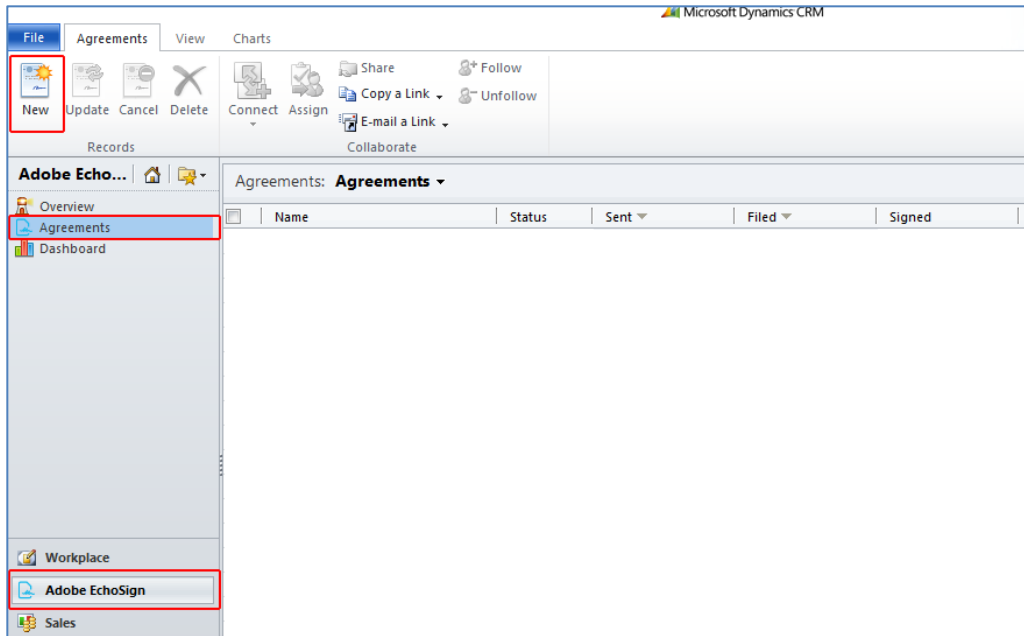 Microsoft Dynamics CRM
File Agreements View Charts
New Update Cancel Delete
Connect Assign
Share
Copy a Link
E-mail a Link
Follow
Unfollow
Records Collaborate
Adobe Echo...
Overview
Agreements
Dashboard
Agreements: Agreements
Name Status Sent Filed Signed
Workplace
Adobe EchoSign
Sales